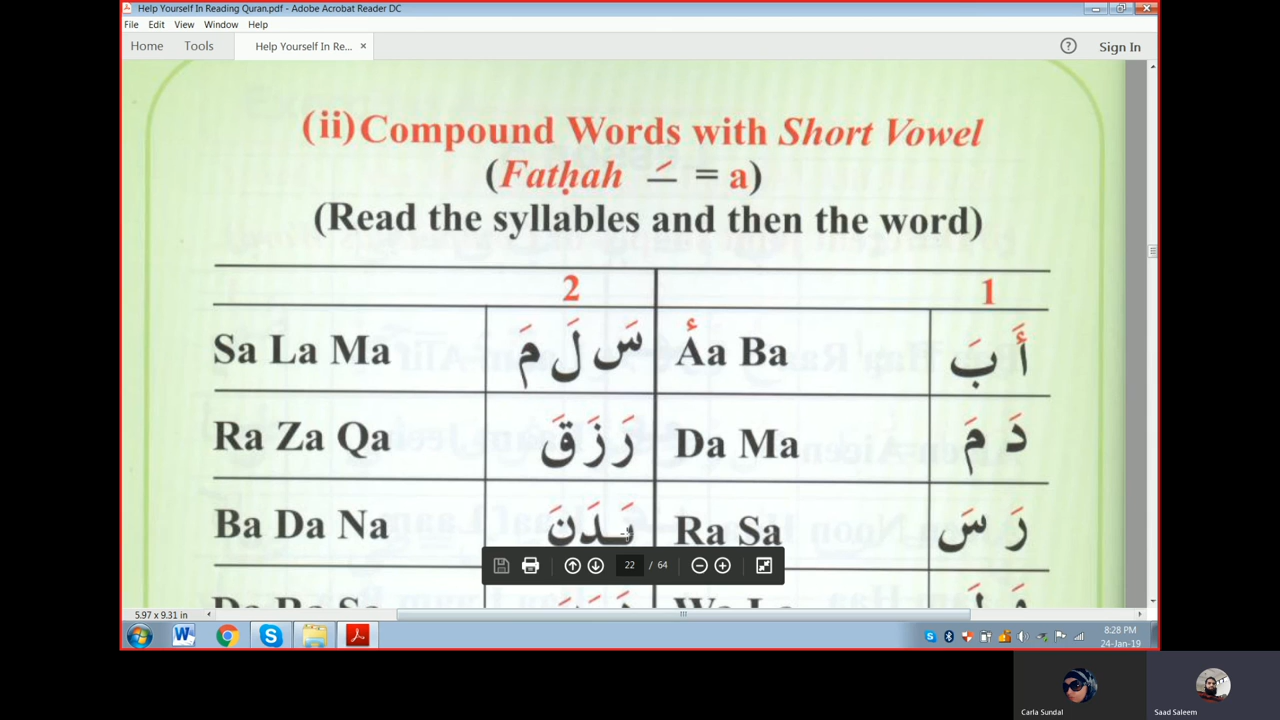 Help Yourself In Reading Quran.pdf - Adobe Acrobat Reader DC
File Edit View Window Help
Home Tools Help Yourself In Re... × ? Sign In
(ii) Compound Words with Short Vowel
(Fatḥah َ = a)
(Read the syllables and then the word)
2 1
Sa La Ma سَ لَ مَ Åa Ba أَ بَ
Ra Za Qa رَ زَ قَ Da Ma دَ مَ
Ba Da Na بَـدَنَ Ra Sa رَ سَ
22 / 64
5.97 x 9.31 in
8:28 PM
24-Jan-19
Carla Sundal Saad Saleem